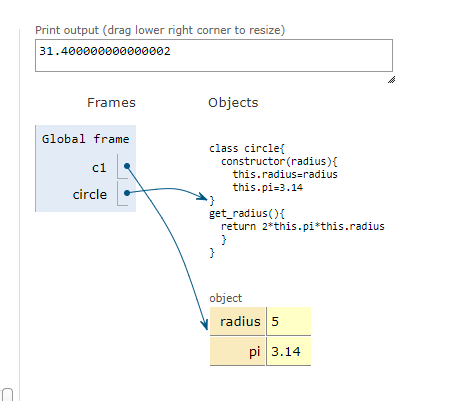 Print output (drag lower right corner to resize)
31.400000000000002
Frames Objects
Global frame
c1
circle
class circle{
constructor(radius){
this.radius=radius
this.pi=3.14
}
get_radius(){
return 2*this.pi*this.radius
}
}
object
radius 5
pi 3.14